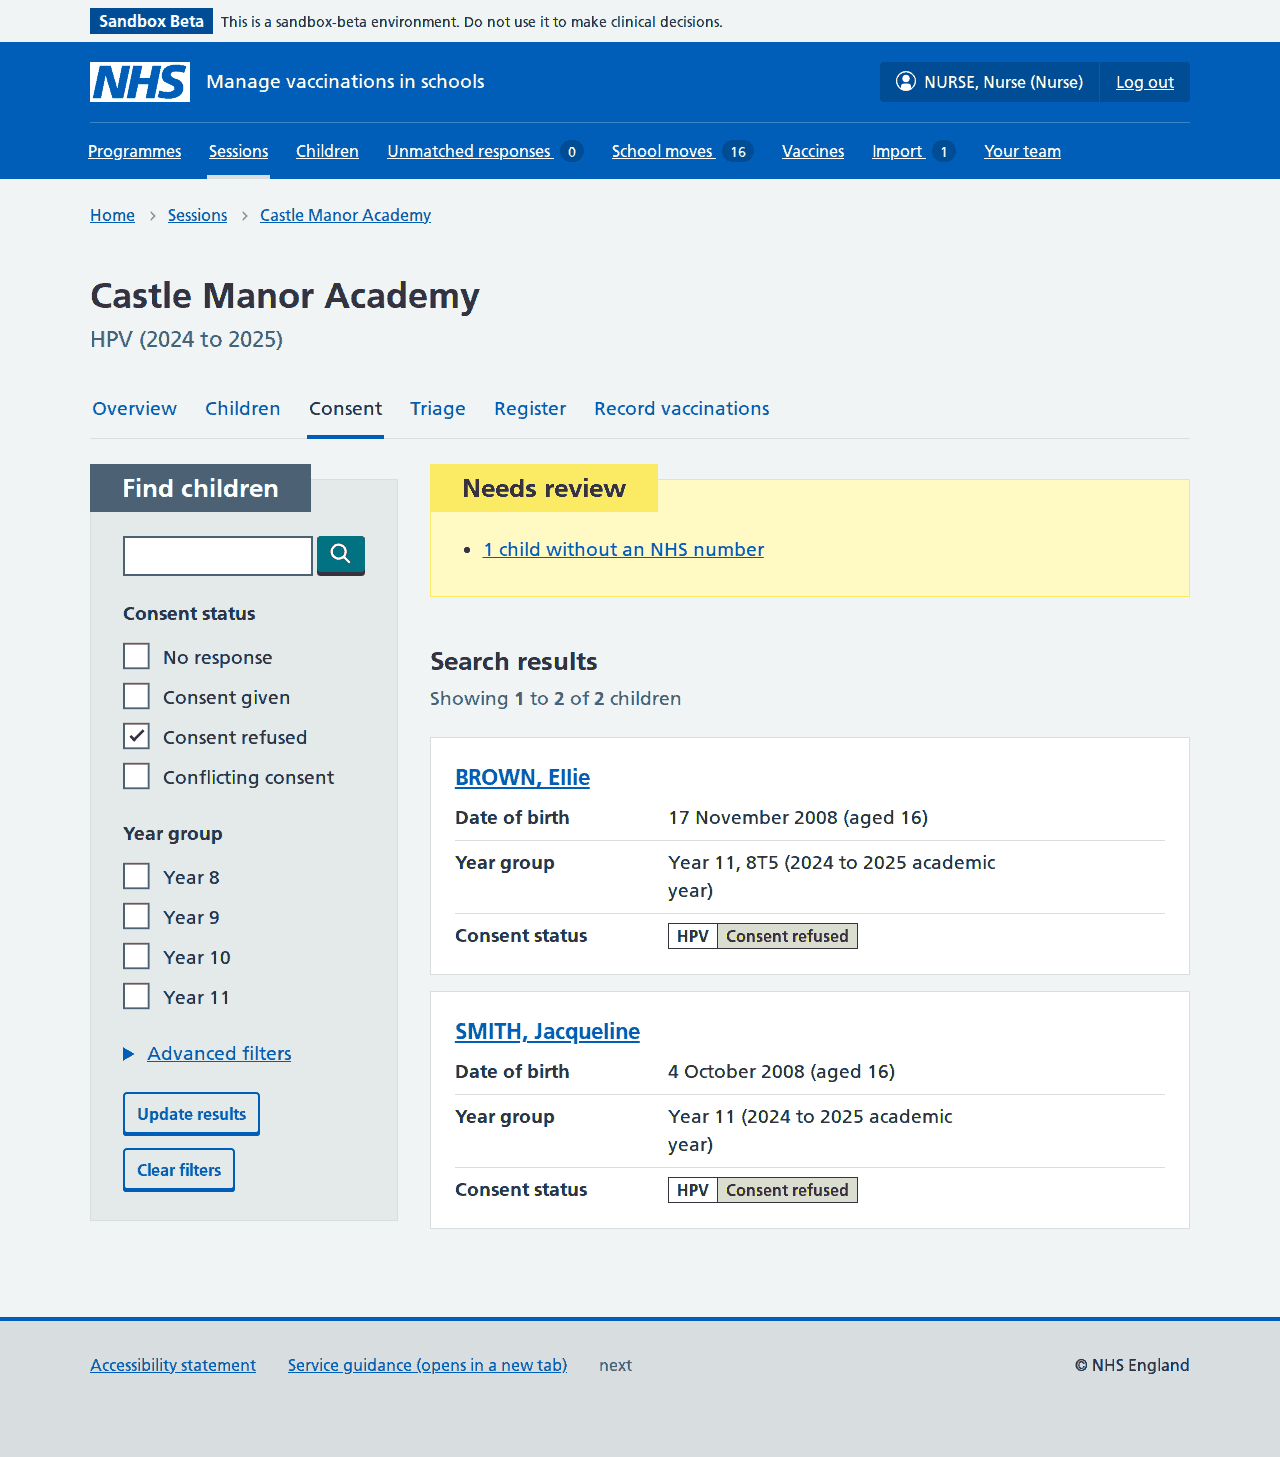 Sandbox Beta This is a sandbox-beta environment. Do not use it to make clinical decisions.
NHS Manage vaccinations in schools NURSE, Nurse (Nurse) Log out
Programmes Sessions Children Unmatched responses 0 School moves 16 Vaccines Import 1 Your team
Home Sessions Castle Manor Academy
Castle Manor Academy
HPV (2024 to 2025)
Overview Children Consent Triage Register Record vaccinations
Find children
Consent status
No response
Consent given
Consent refused
Conflicting consent
Year group
Year 8
Year 9
Year 10
Year 11
Advanced filters
Update results
Clear filters
Needs review
1 child without an NHS number
Search results
Showing 1 to 2 of 2 children
BROWN, Ellie
Date of birth 17 November 2008 (aged 16)
Year group Year 11, 8T5 (2024 to 2025 academic
year)
Consent status HPV Consent refused
SMITH, Jacqueline
Date of birth 4 October 2008 (aged 16)
Year group Year 11 (2024 to 2025 academic
year)
Consent status HPV Consent refused
Accessibility statement Service guidance (opens in a new tab) next © NHS England